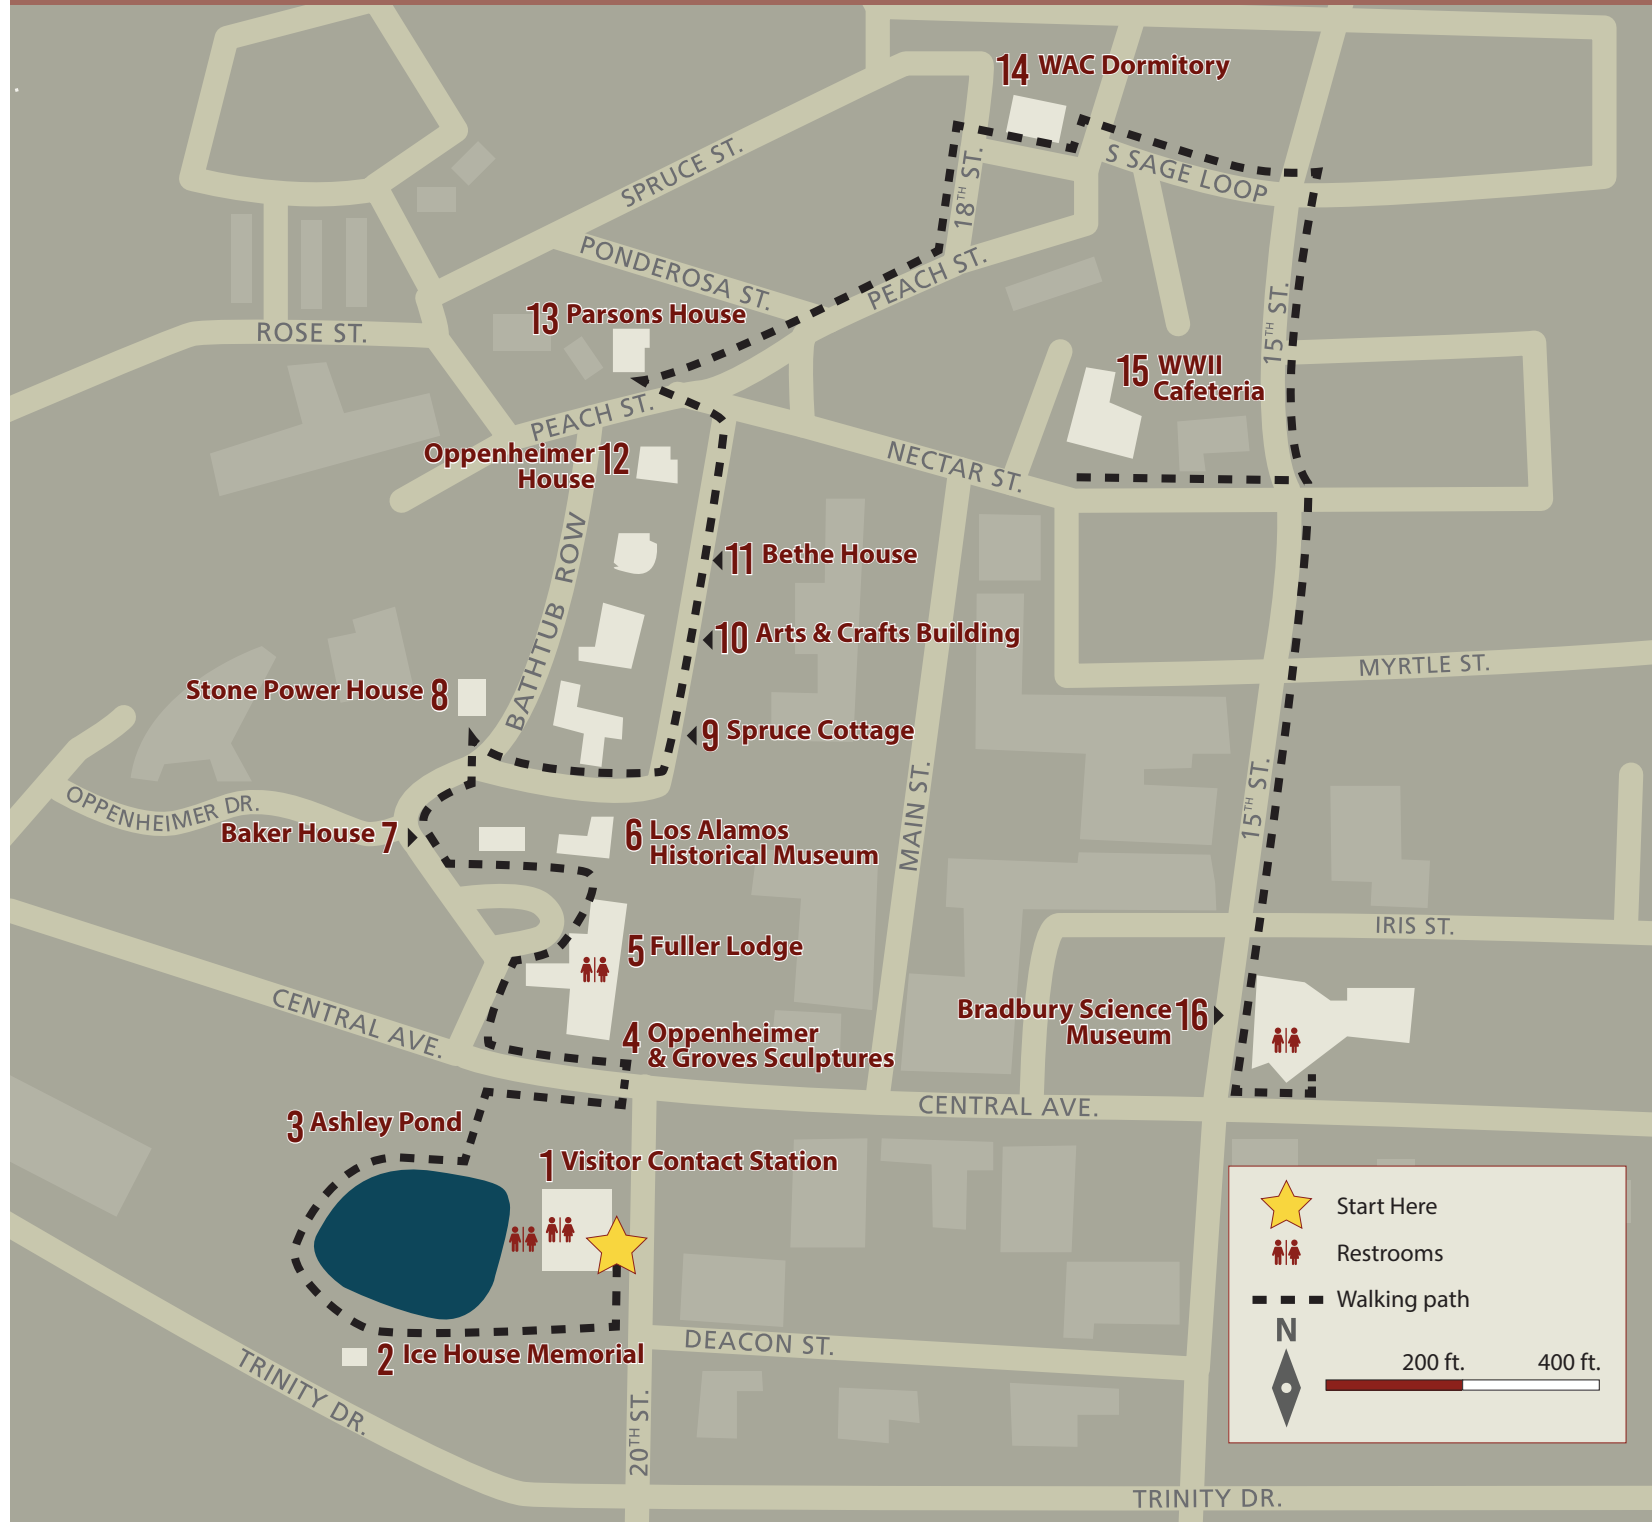 14 WAC Dormitory
SPRUCE ST.
18TH ST.
S SAGE LOOP
PONDEROSA ST.
PEACH ST.
13 Parsons House
ROSE ST.
15TH ST.
15 WWII
Cafeteria
PEACH ST.
Oppenheimer 12
House
NECTAR ST.
BATHTUB ROW
11 Bethe House
10 Arts & Crafts Building
MYRTLE ST.
Stone Power House 8
9 Spruce Cottage
OPPENHEIMER DR.
MAIN ST.
15TH ST.
Baker House 7
6 Los Alamos
Historical Museum
5 Fuller Lodge
IRIS ST.
CENTRAL AVE.
4 Oppenheimer
& Groves Sculptures
Bradbury Science 16
Museum
CENTRAL AVE.
3 Ashley Pond
1 Visitor Contact Station
2 Ice House Memorial
DEACON ST.
TRINITY DR.
20TH ST.
TRINITY DR.
Start Here
Restrooms
Walking path
N
200 ft. 400 ft.